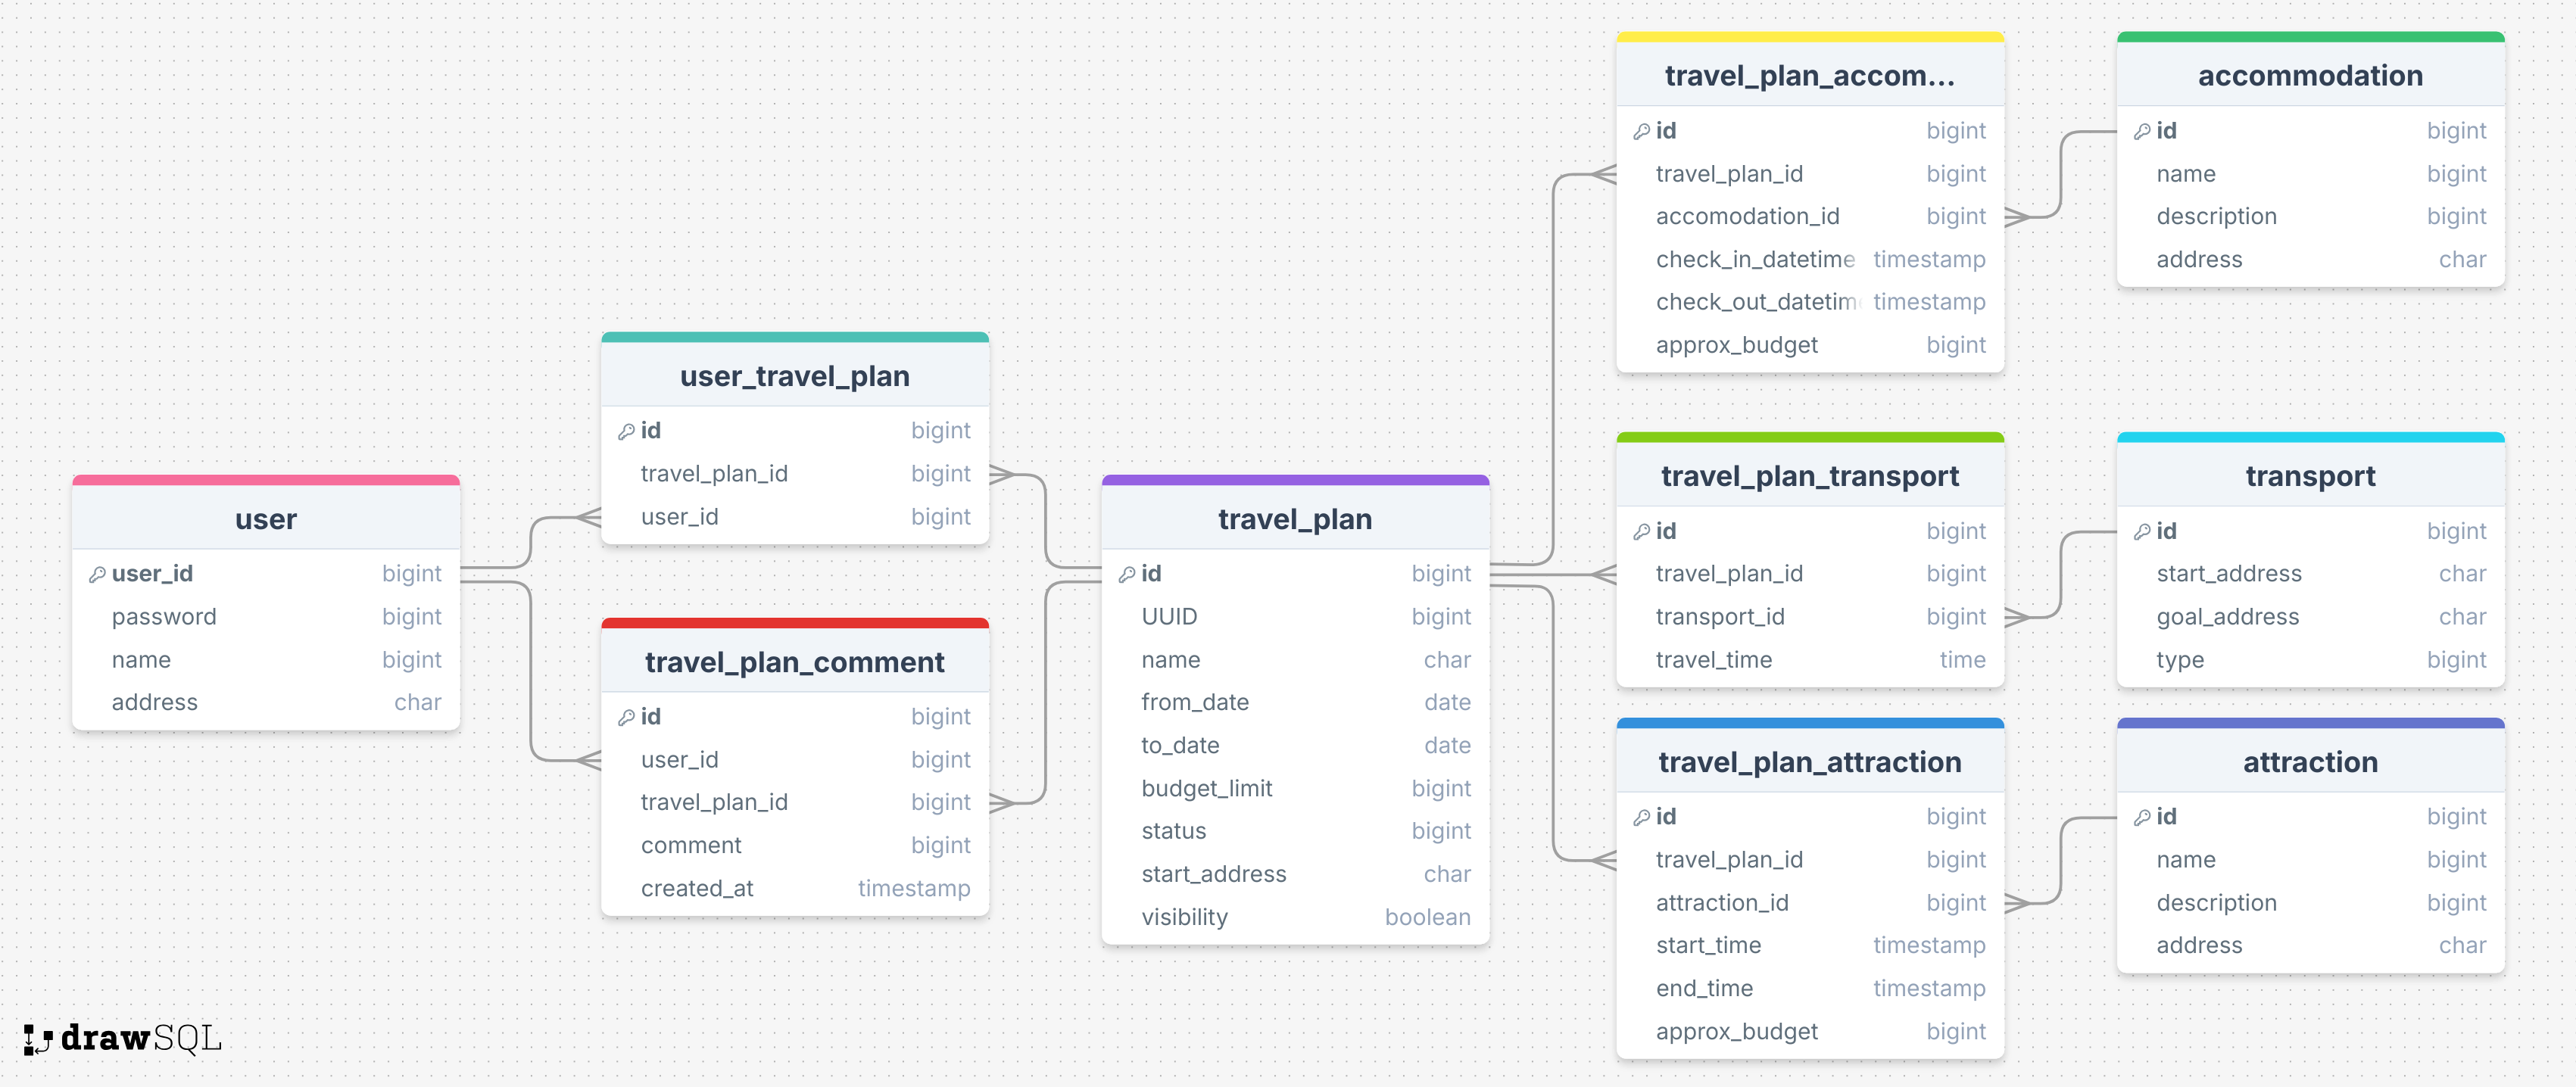 user
user_id bigint
password bigint
name bigint
address char
user_travel_plan
id bigint
travel_plan_id bigint
user_id bigint
travel_plan_comment
id bigint
user_id bigint
travel_plan_id bigint
comment bigint
created_at timestamp
travel_plan
id bigint
UUID bigint
name char
from_date date
to_date date
budget_limit bigint
status bigint
start_address char
visibility boolean
travel_plan_accom...
id bigint
travel_plan_id bigint
accomodation_id bigint
check_in_datetime timestamp
check_out_datetim timestamp
approx_budget bigint
accommodation
id bigint
name bigint
description bigint
address char
travel_plan_transport
id bigint
travel_plan_id bigint
transport_id bigint
travel_time time
transport
id bigint
start_address char
goal_address char
type bigint
travel_plan_attraction
id bigint
travel_plan_id bigint
attraction_id bigint
start_time timestamp
end_time timestamp
approx_budget bigint
attraction
id bigint
name bigint
description bigint
address char
drawSQL